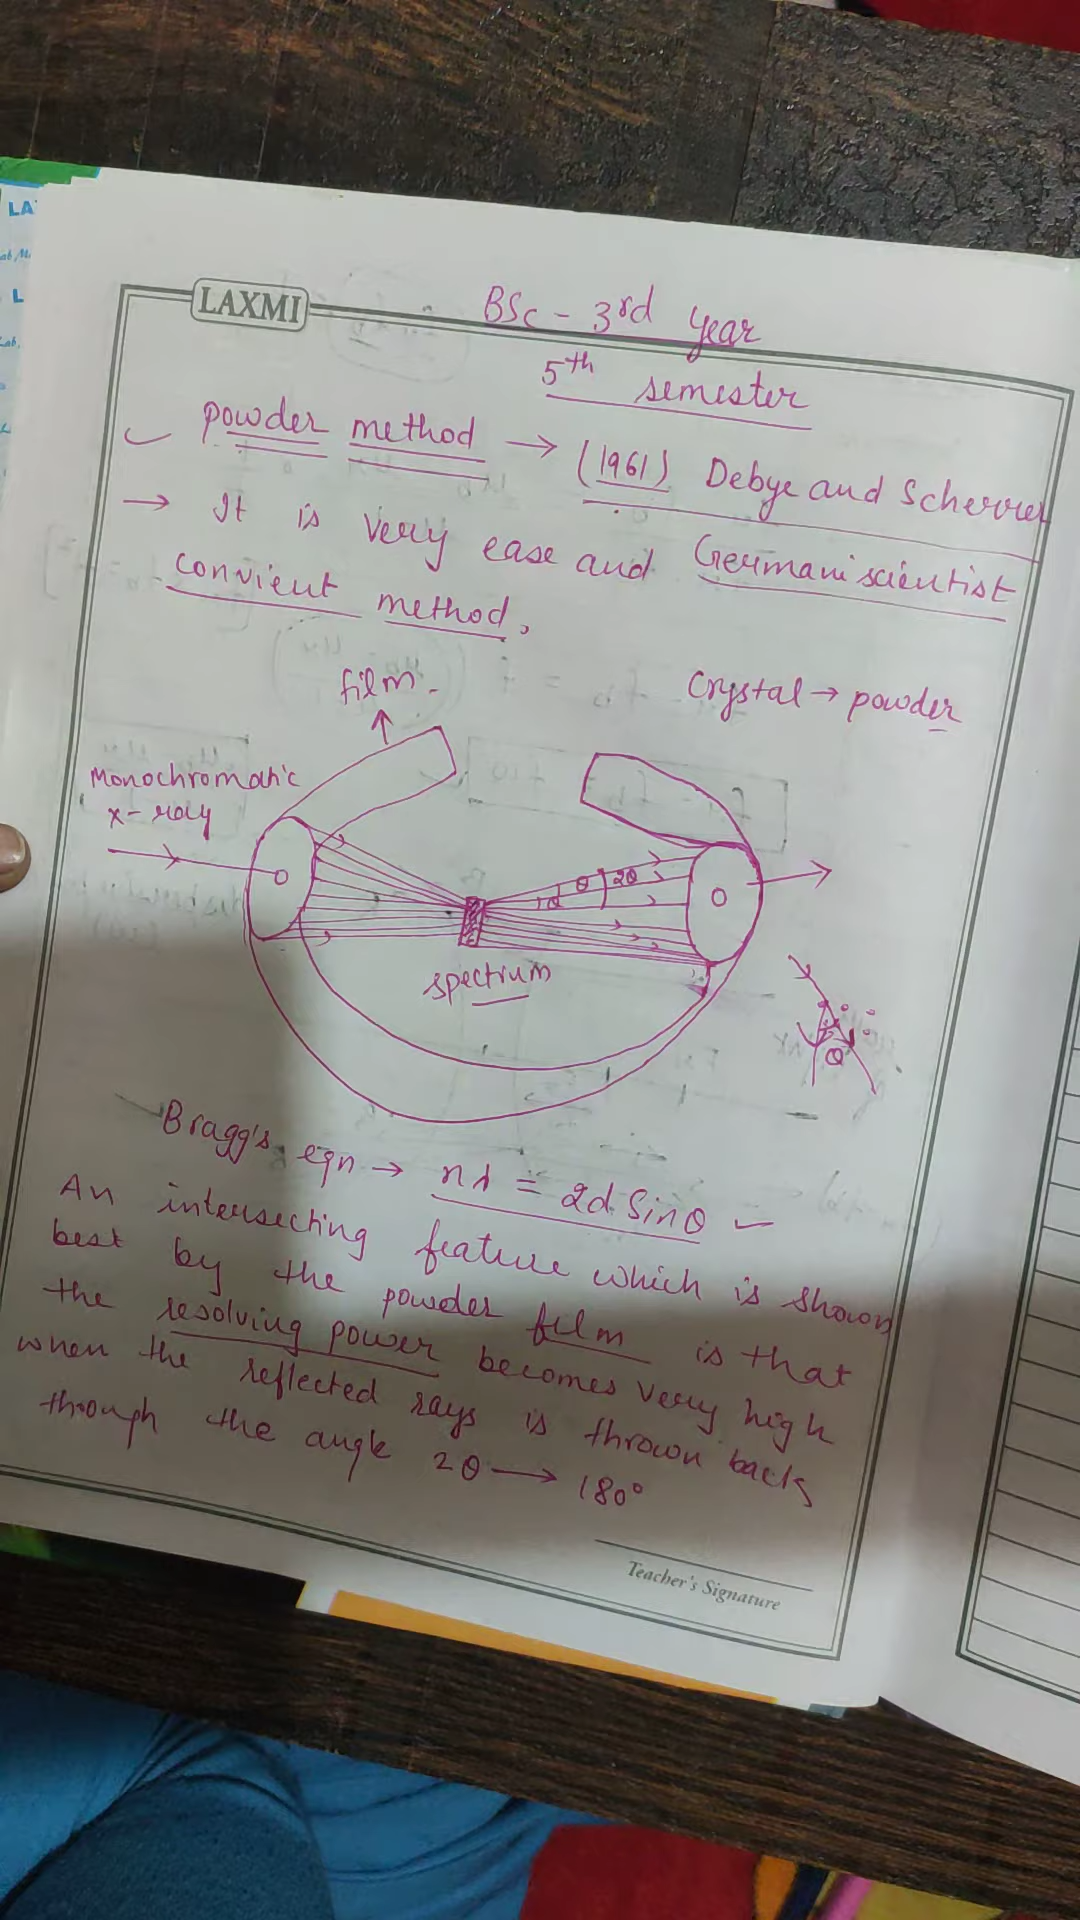 LAXMI
BSc - 3rd year
5th semester
powder method → (1961) Debye and Scherrer
→ It is very ease and Germani scientist
convient method.
film.
Crystal → powder
Monochromatic
x-ray
θ 2θ
spectrum
θ
Bragg's eqn → nλ = 2d Sinθ
An intersecting feature which is shown
best by the powder film is that
the resolving power becomes very high
when the reflected rays is thrown back
through the angle 2θ → 180°
Teacher's Signature